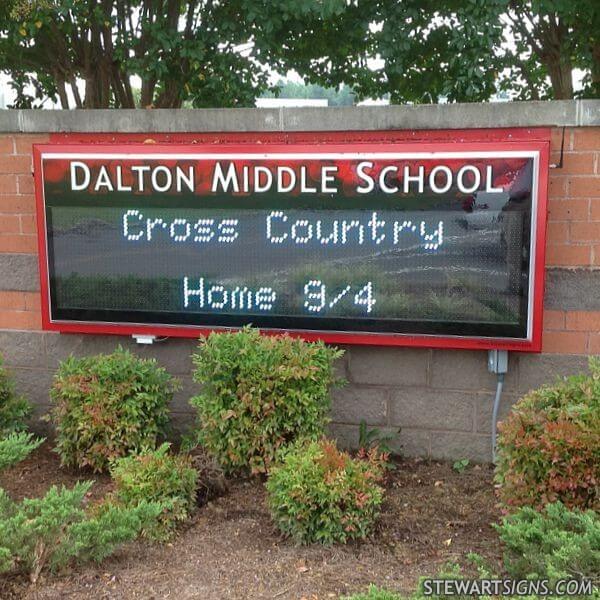 DALTON MIDDLE SCHOOL
Cross Country
Home 9/4
STEWARTSIGNS.COM